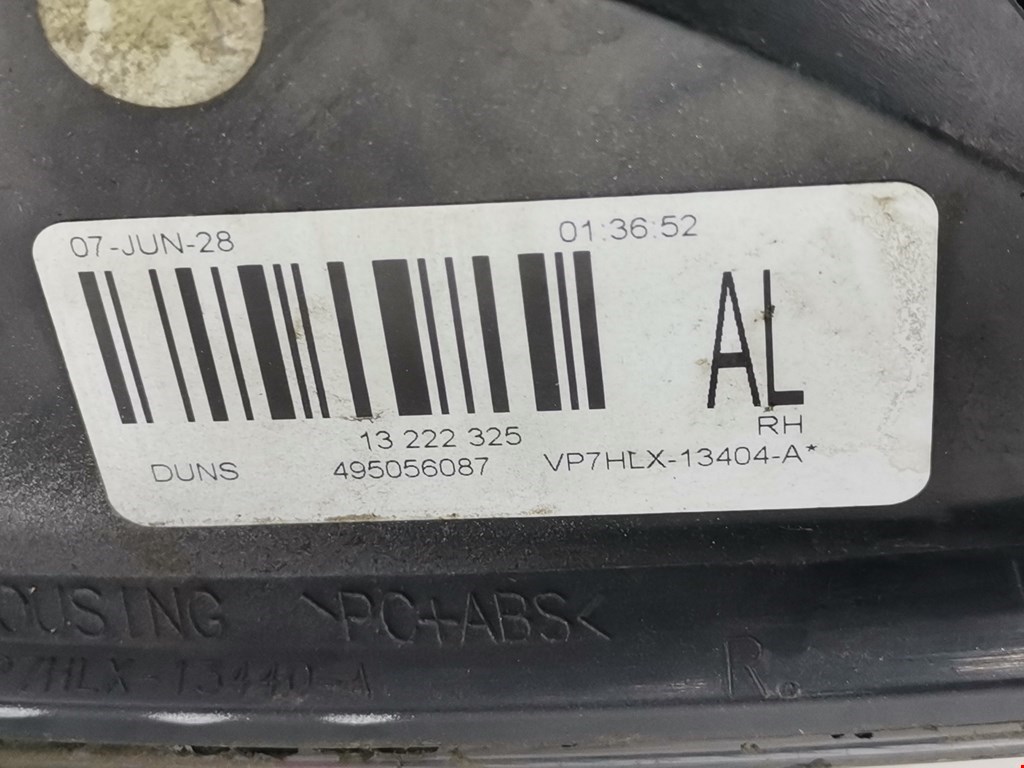 07-JUN-28 01:36:52
AL
RH
13 222 325
DUNS 495056087 VP7HLX-13404-A*
>PC+ABS<
R.